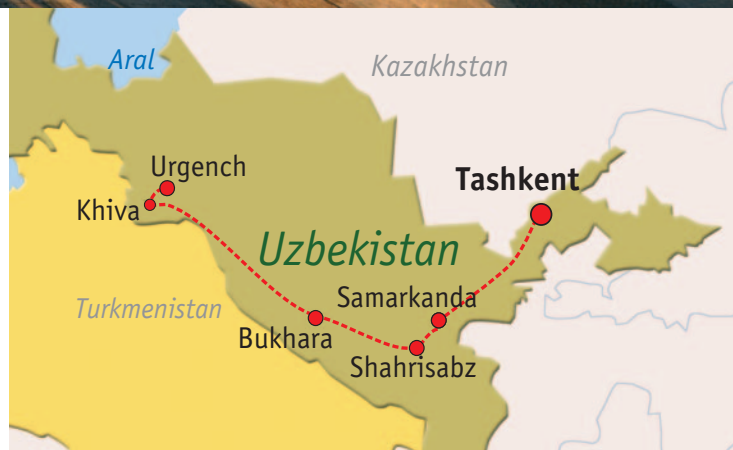 Aral
Kazakhstan
Urgench
Tashkent
Khiva
Uzbekistan
Samarkanda
Turkmenistan
Bukhara
Shahrisabz